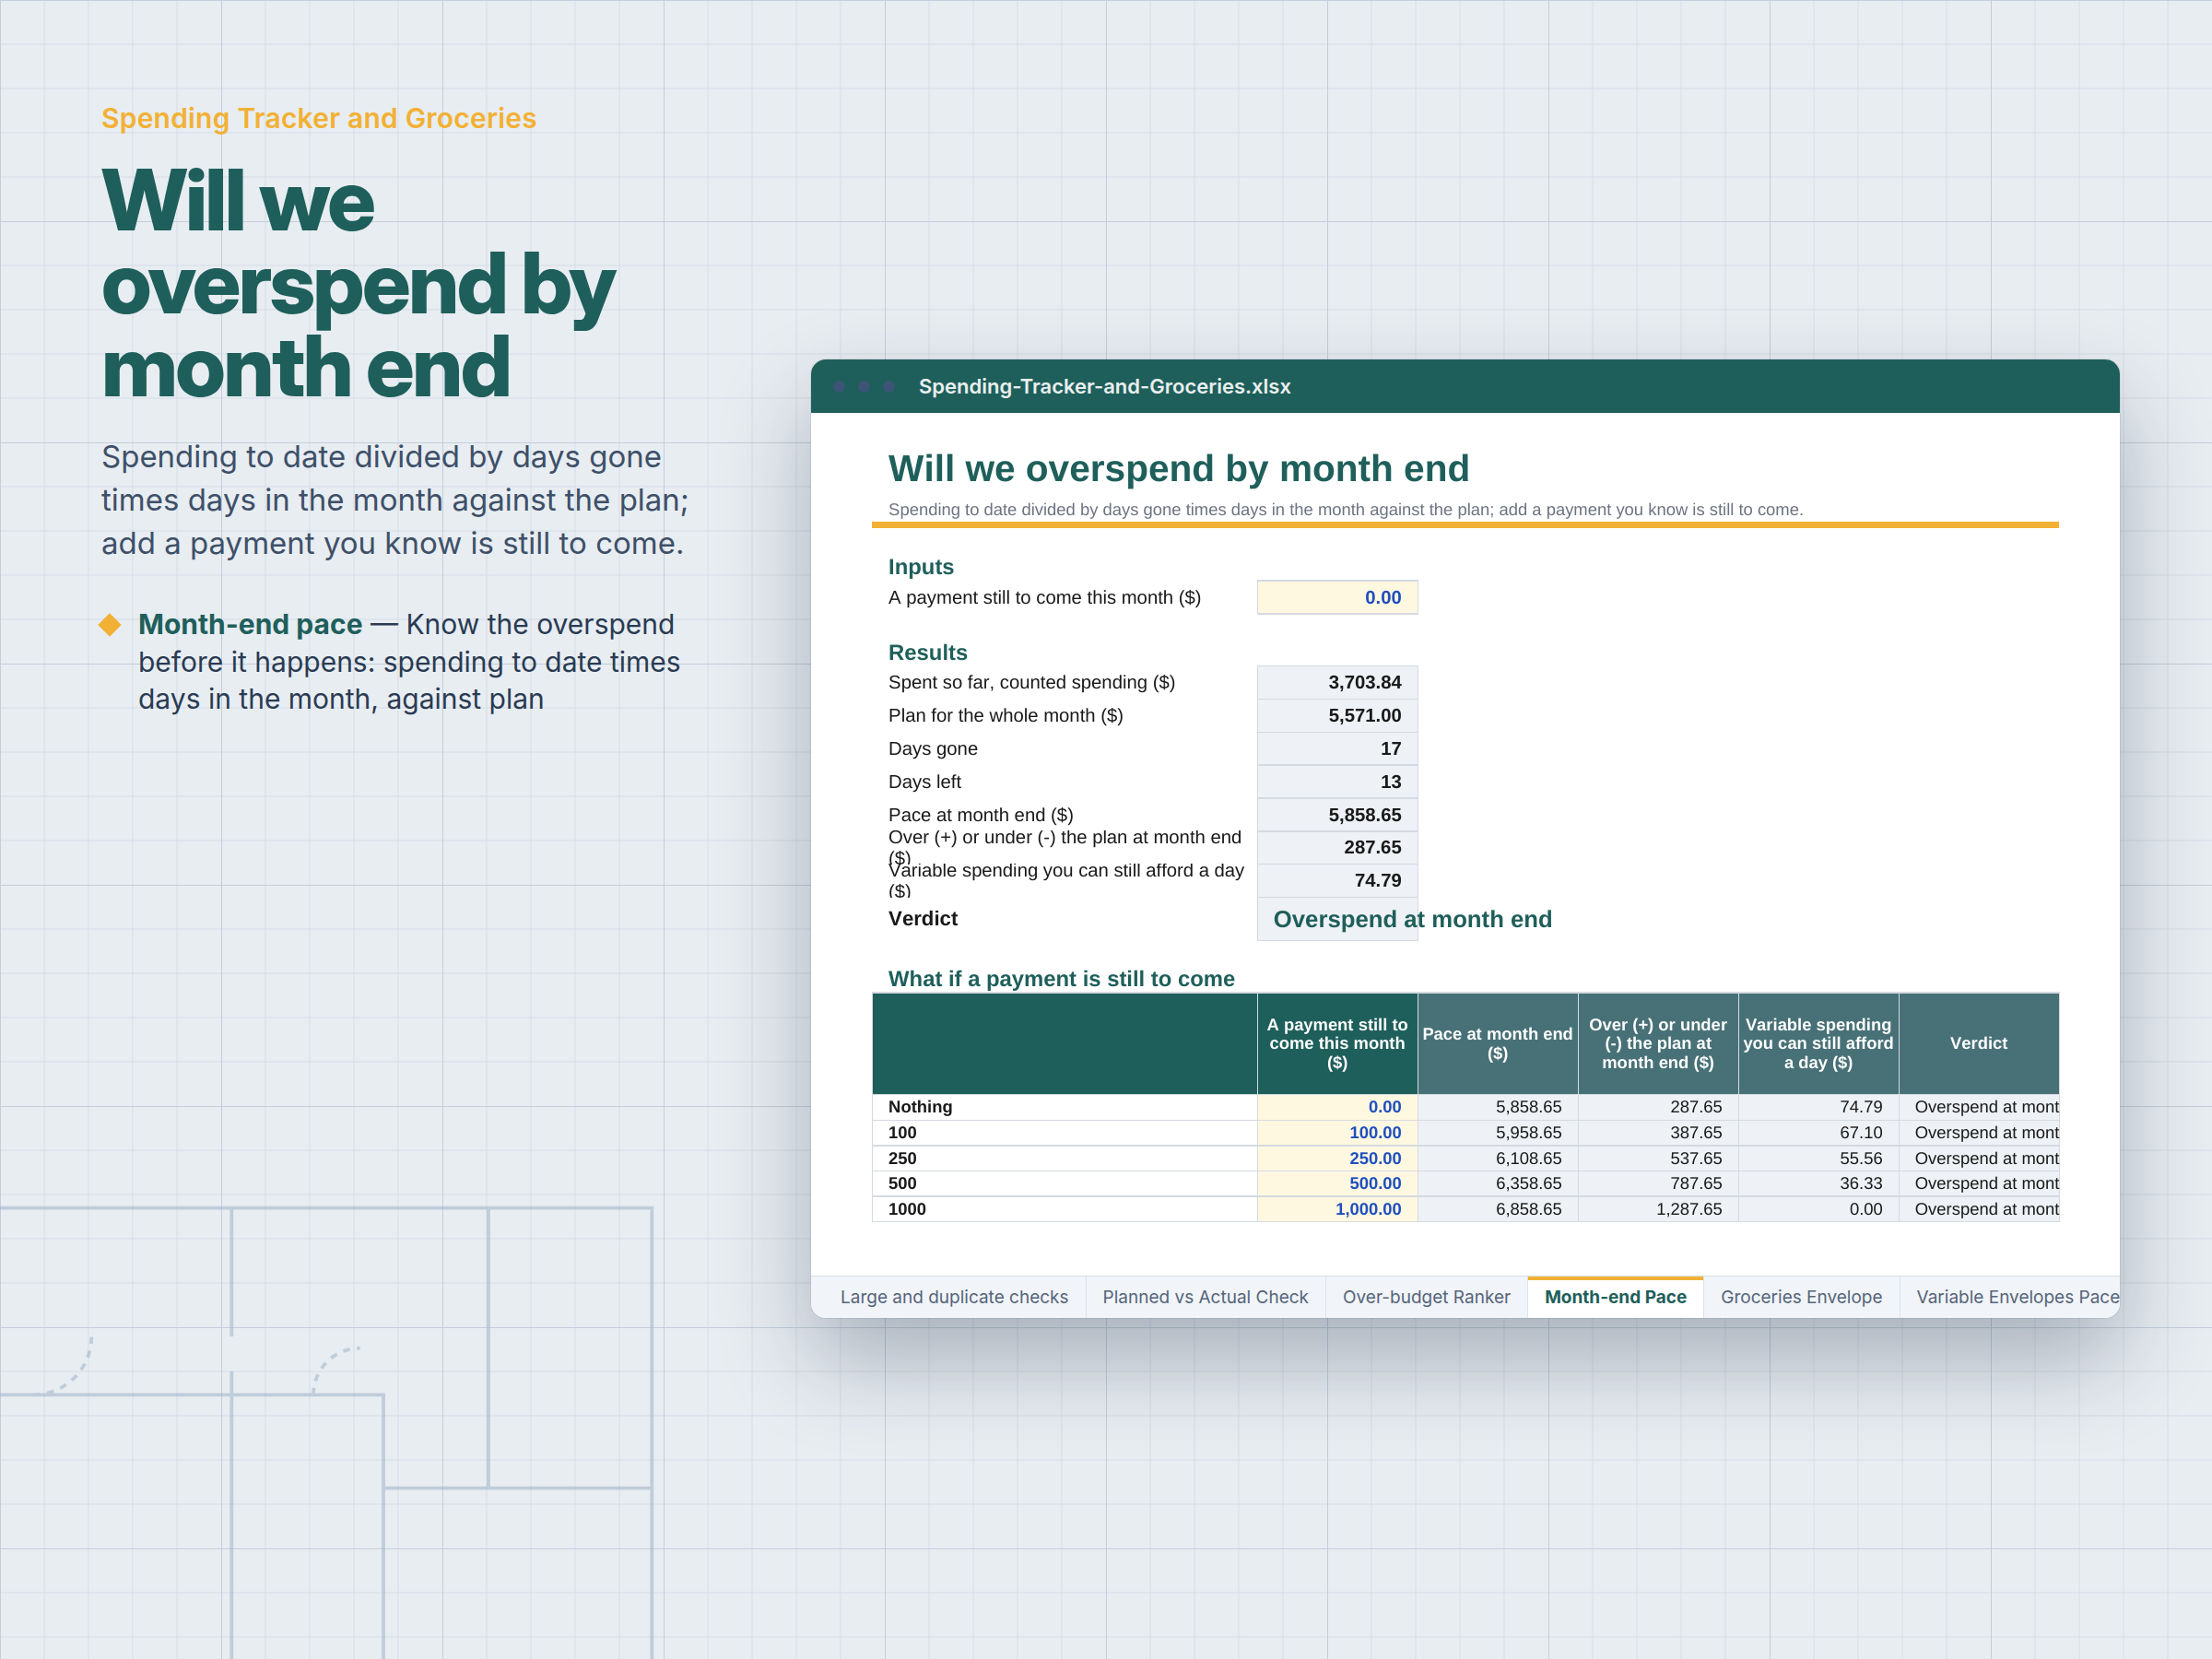 Spending Tracker and Groceries
Will we
overspend by
month end
Spending to date divided by days gone
times days in the month against the plan;
add a payment you know is still to come.
Month-end pace — Know the overspend
before it happens: spending to date times
days in the month, against plan
Spending-Tracker-and-Groceries.xlsx
Will we overspend by month end
Spending to date divided by days gone times days in the month against the plan; add a payment you know is still to come.
Inputs
A payment still to come this month ($) 0.00
Results
Spent so far, counted spending ($) 3,703.84
Plan for the whole month ($) 5,571.00
Days gone 17
Days left 13
Pace at month end ($) 5,858.65
Over (+) or under (-) the plan at month end ($) 287.65
Variable spending you can still afford a day ($) 74.79
Verdict Overspend at month end
What if a payment is still to come
A payment still to come this month ($) Pace at month end ($) Over (+) or under (-) the plan at month end ($) Variable spending you can still afford a day ($) Verdict
Nothing 0.00 5,858.65 287.65 74.79 Overspend at mont
100 100.00 5,958.65 387.65 67.10 Overspend at mont
250 250.00 6,108.65 537.65 55.56 Overspend at mont
500 500.00 6,358.65 787.65 36.33 Overspend at mont
1000 1,000.00 6,858.65 1,287.65 0.00 Overspend at mont
Large and duplicate checks Planned vs Actual Check Over-budget Ranker Month-end Pace Groceries Envelope Variable Envelopes Pace